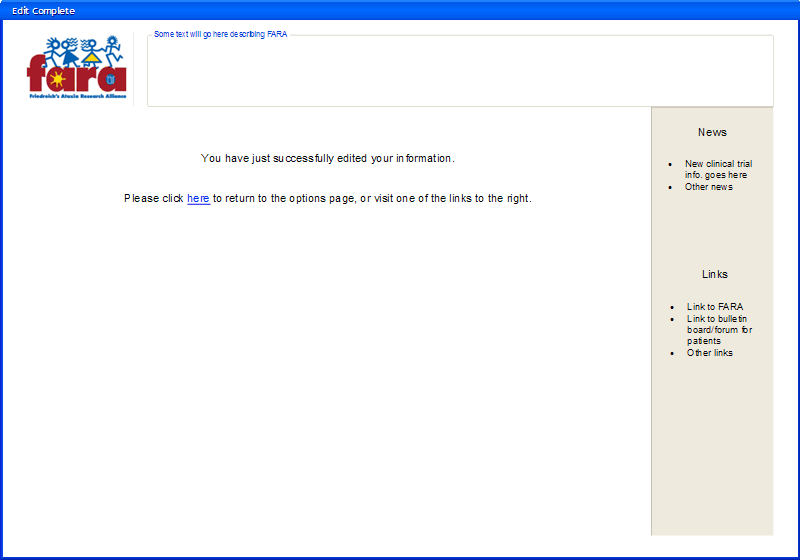 Edit Complete
Some text will go here describing FARA
fara
Friedreich's Ataxia Research Alliance
You have just successfully edited your information.
Please click here to return to the options page, or visit one of the links to the right.
News
• New clinical trial
info. goes here
• Other news
Links
• Link to FARA
• Link to bulletin
board/forum for
patients
• Other links